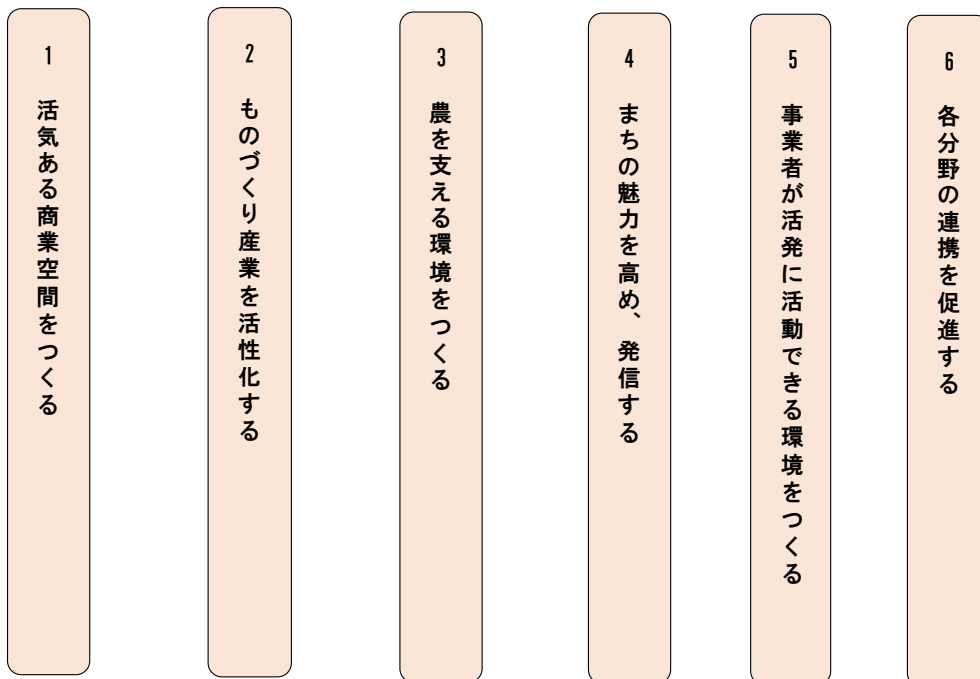 1 活気ある商業空間をつくる
2 ものづくり産業を活性化する
3 農を支える環境をつくる
4 まちの魅力を高め、発信する
5 事業者が活発に活動できる環境をつくる
6 各分野の連携を促進する